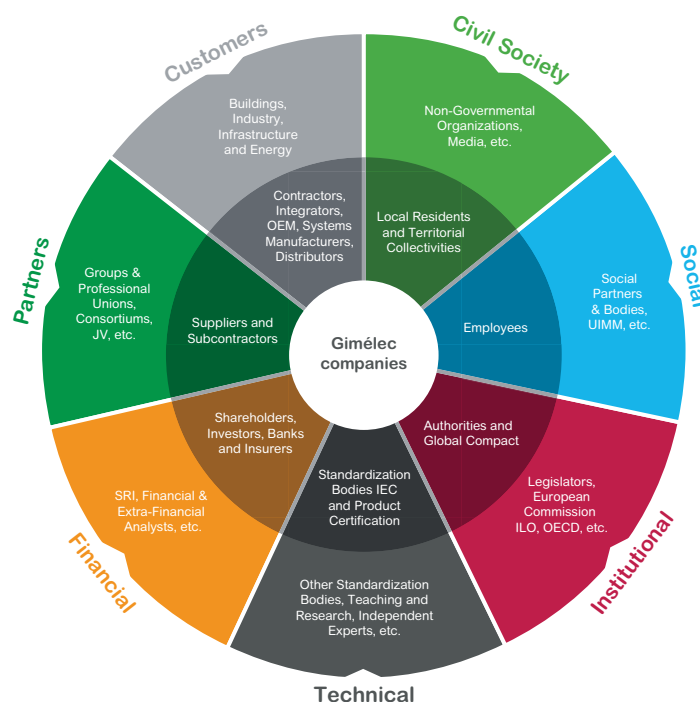 Customers
Civil Society
Buildings,
Industry,
Infrastructure
and Energy
Non-Governmental
Organizations,
Media, etc.
Contractors,
Integrators,
OEM, Systems
Manufacturers,
Distributors
Local Residents
and Territorial
Collectivities
Partners
Groups &
Professional
Unions,
Consortiums,
JV, etc.
Suppliers and
Subcontractors
Gimélec
companies
Employees
Social
Partners
& Bodies,
UIMM, etc.
Social
Shareholders,
Investors, Banks
and Insurers
Authorities and
Global Compact
Standardization
Bodies IEC
and Product
Certification
SRI, Financial &
Extra-Financial
Analysts, etc.
Legislators,
European
Commission
ILO, OECD, etc.
Financial
Institutional
Other Standardization
Bodies, Teaching and
Research, Independent
Experts, etc.
Technical